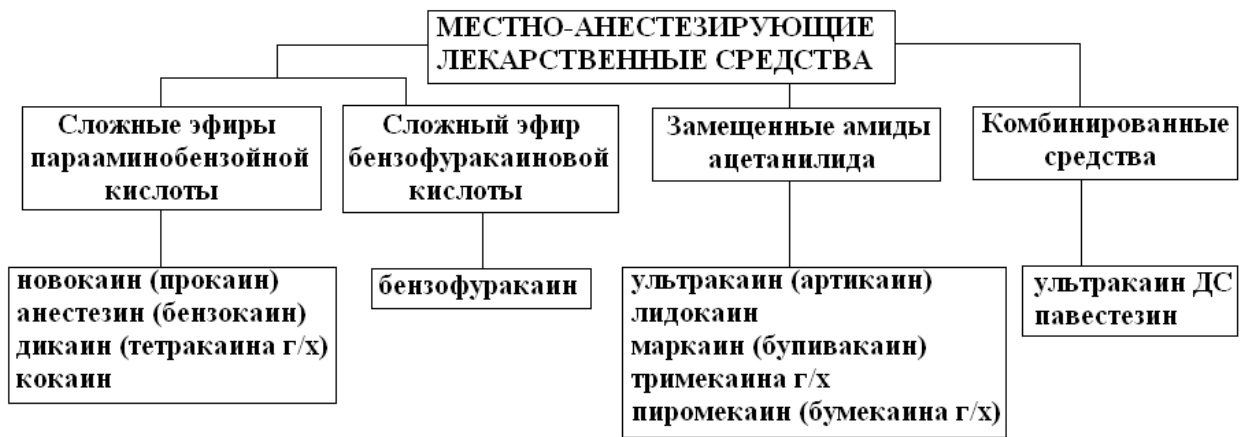 МЕСТНО-АНЕСТЕЗИРУЮЩИЕ
ЛЕКАРСТВЕННЫЕ СРЕДСТВА
Сложные эфиры
парааминобензойной
кислоты
Сложный эфир
бензофуракаиновой
кислоты
Замещенные амиды
ацетанилида
Комбинированные
средства
новокаин (прокаин)
анестезин (бензокаин)
дикаин (тетракаина г/х)
кокаин
бензофуракаин
ультракаин (артикаин)
лидокаин
маркаин (бупивакаин)
тримекаина г/х
пиромекаин (бумекаина г/х)
ультракаин ДС
павестезин